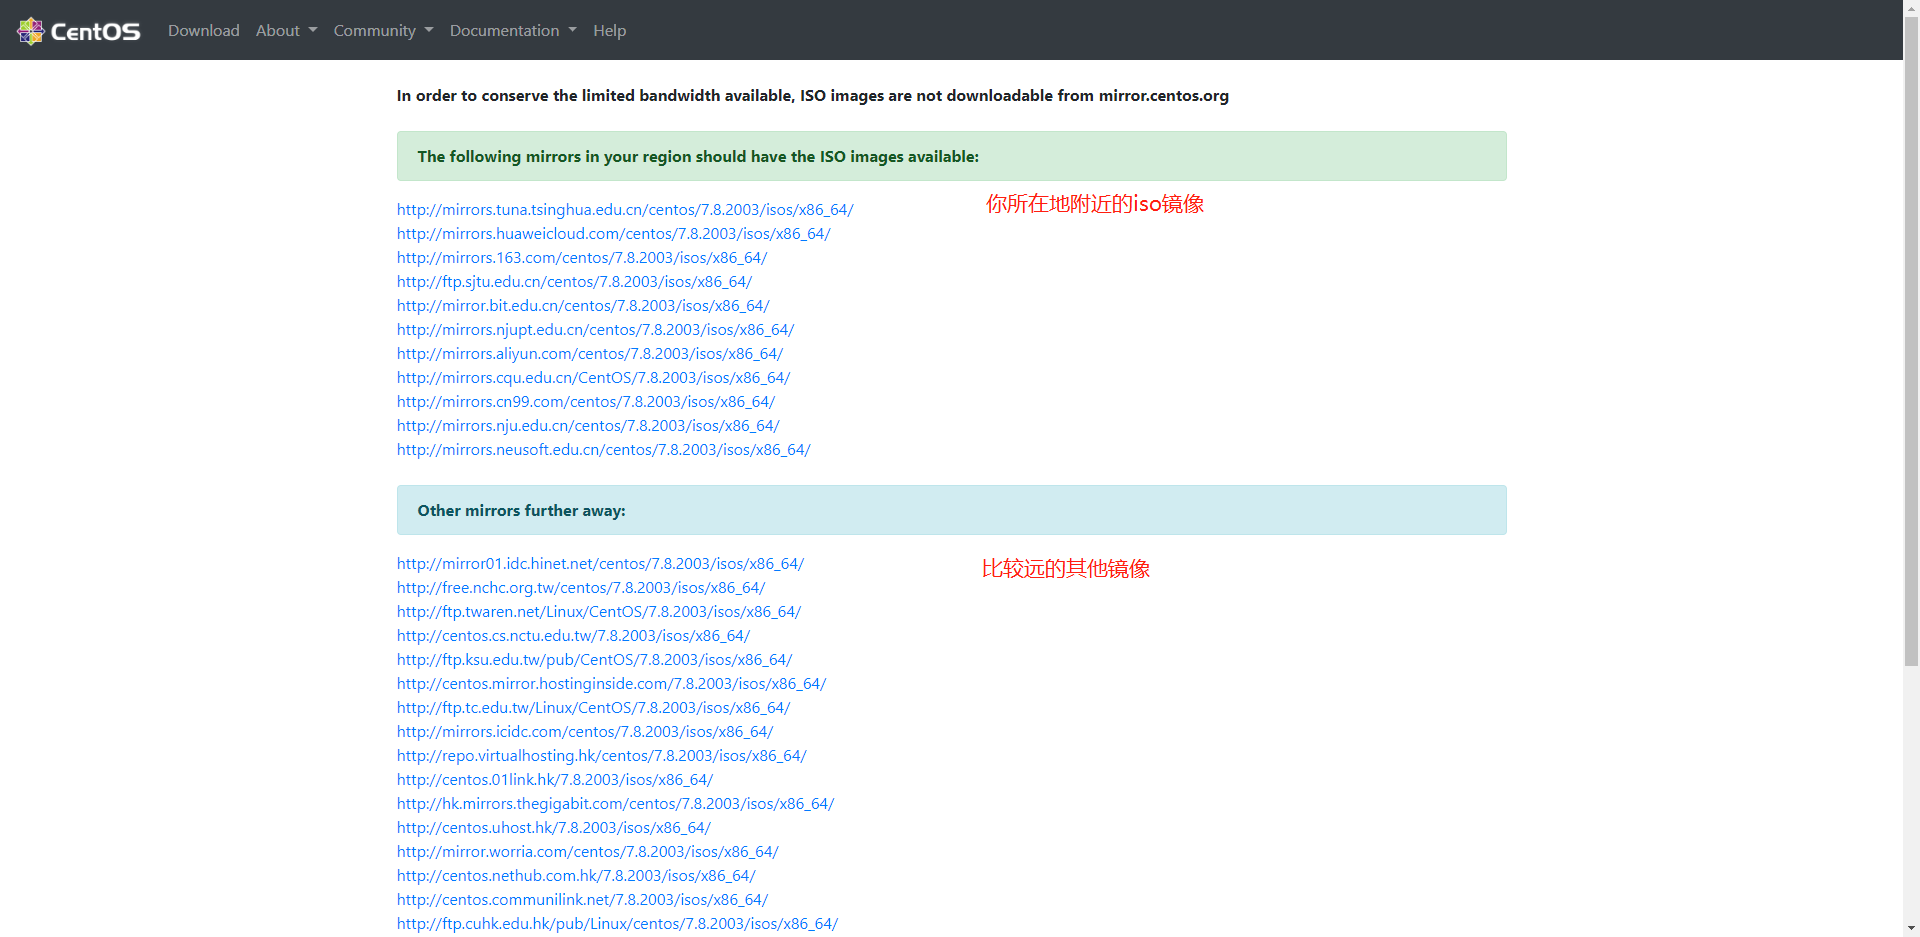 CentOS Download About Community Documentation Help
In order to conserve the limited bandwidth available, ISO images are not downloadable from mirror.centos.org
The following mirrors in your region should have the ISO images available:
你所在地附近的iso镜像
http://mirrors.tuna.tsinghua.edu.cn/centos/7.8.2003/isos/x86_64/
http://mirrors.huaweicloud.com/centos/7.8.2003/isos/x86_64/
http://mirrors.163.com/centos/7.8.2003/isos/x86_64/
http://ftp.sjtu.edu.cn/centos/7.8.2003/isos/x86_64/
http://mirror.bit.edu.cn/centos/7.8.2003/isos/x86_64/
http://mirrors.njupt.edu.cn/centos/7.8.2003/isos/x86_64/
http://mirrors.aliyun.com/centos/7.8.2003/isos/x86_64/
http://mirrors.cqu.edu.cn/CentOS/7.8.2003/isos/x86_64/
http://mirrors.cn99.com/centos/7.8.2003/isos/x86_64/
http://mirrors.nju.edu.cn/centos/7.8.2003/isos/x86_64/
http://mirrors.neusoft.edu.cn/centos/7.8.2003/isos/x86_64/
Other mirrors further away:
http://mirror01.idc.hinet.net/centos/7.8.2003/isos/x86_64/
比较远的其他镜像
http://free.nchc.org.tw/centos/7.8.2003/isos/x86_64/
http://ftp.twaren.net/Linux/CentOS/7.8.2003/isos/x86_64/
http://centos.cs.nctu.edu.tw/7.8.2003/isos/x86_64/
http://ftp.ksu.edu.tw/pub/CentOS/7.8.2003/isos/x86_64/
http://centos.mirror.hostinginside.com/7.8.2003/isos/x86_64/
http://ftp.tc.edu.tw/Linux/CentOS/7.8.2003/isos/x86_64/
http://mirrors.icidc.com/centos/7.8.2003/isos/x86_64/
http://repo.virtualhosting.hk/centos/7.8.2003/isos/x86_64/
http://centos.01link.hk/7.8.2003/isos/x86_64/
http://hk.mirrors.thegigabit.com/centos/7.8.2003/isos/x86_64/
http://centos.uhost.hk/7.8.2003/isos/x86_64/
http://mirror.worria.com/centos/7.8.2003/isos/x86_64/
http://centos.nethub.com.hk/7.8.2003/isos/x86_64/
http://centos.communilink.net/7.8.2003/isos/x86_64/
http://ftp.cuhk.edu.hk/pub/Linux/centos/7.8.2003/isos/x86_64/